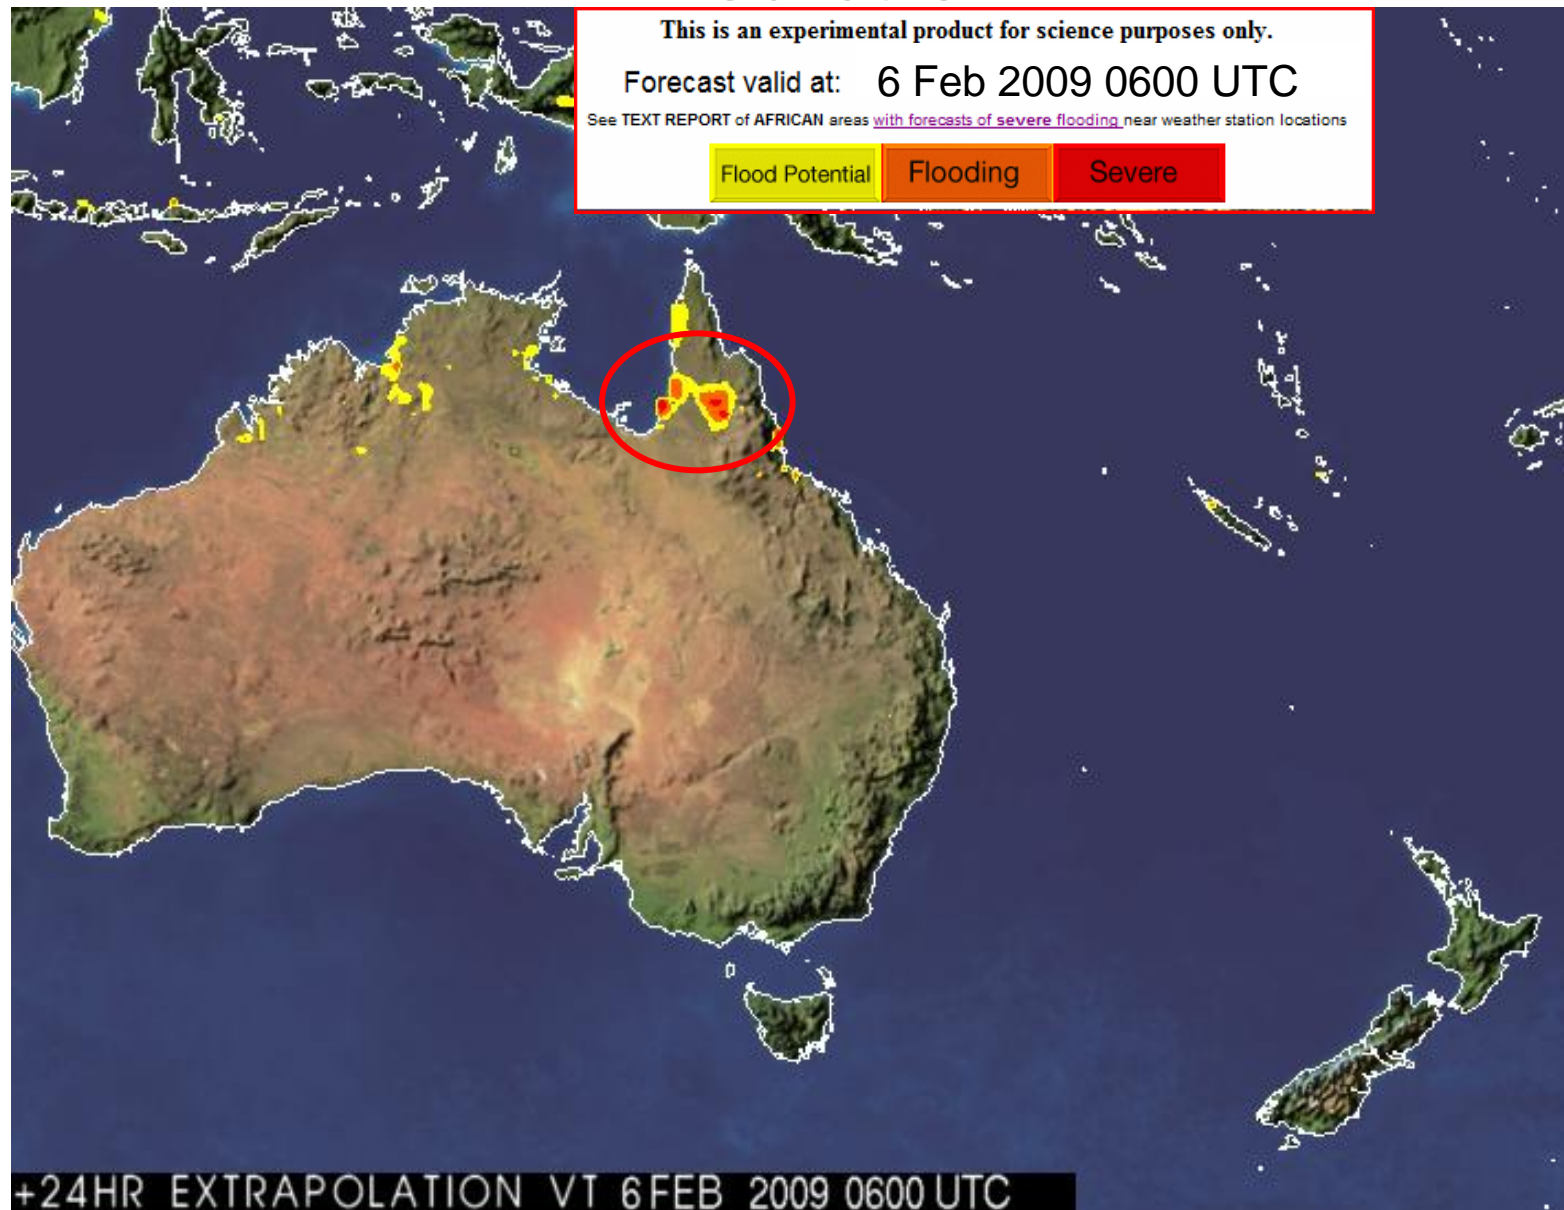 This is an experimental product for science purposes only.
Forecast valid at: 6 Feb 2009 0600 UTC
See TEXT REPORT of AFRICAN areas with forecasts of severe flooding near weather station locations
Flood Potential Flooding Severe
+24HR EXTRAPOLATION VT 6 FEB 2009 0600 UTC